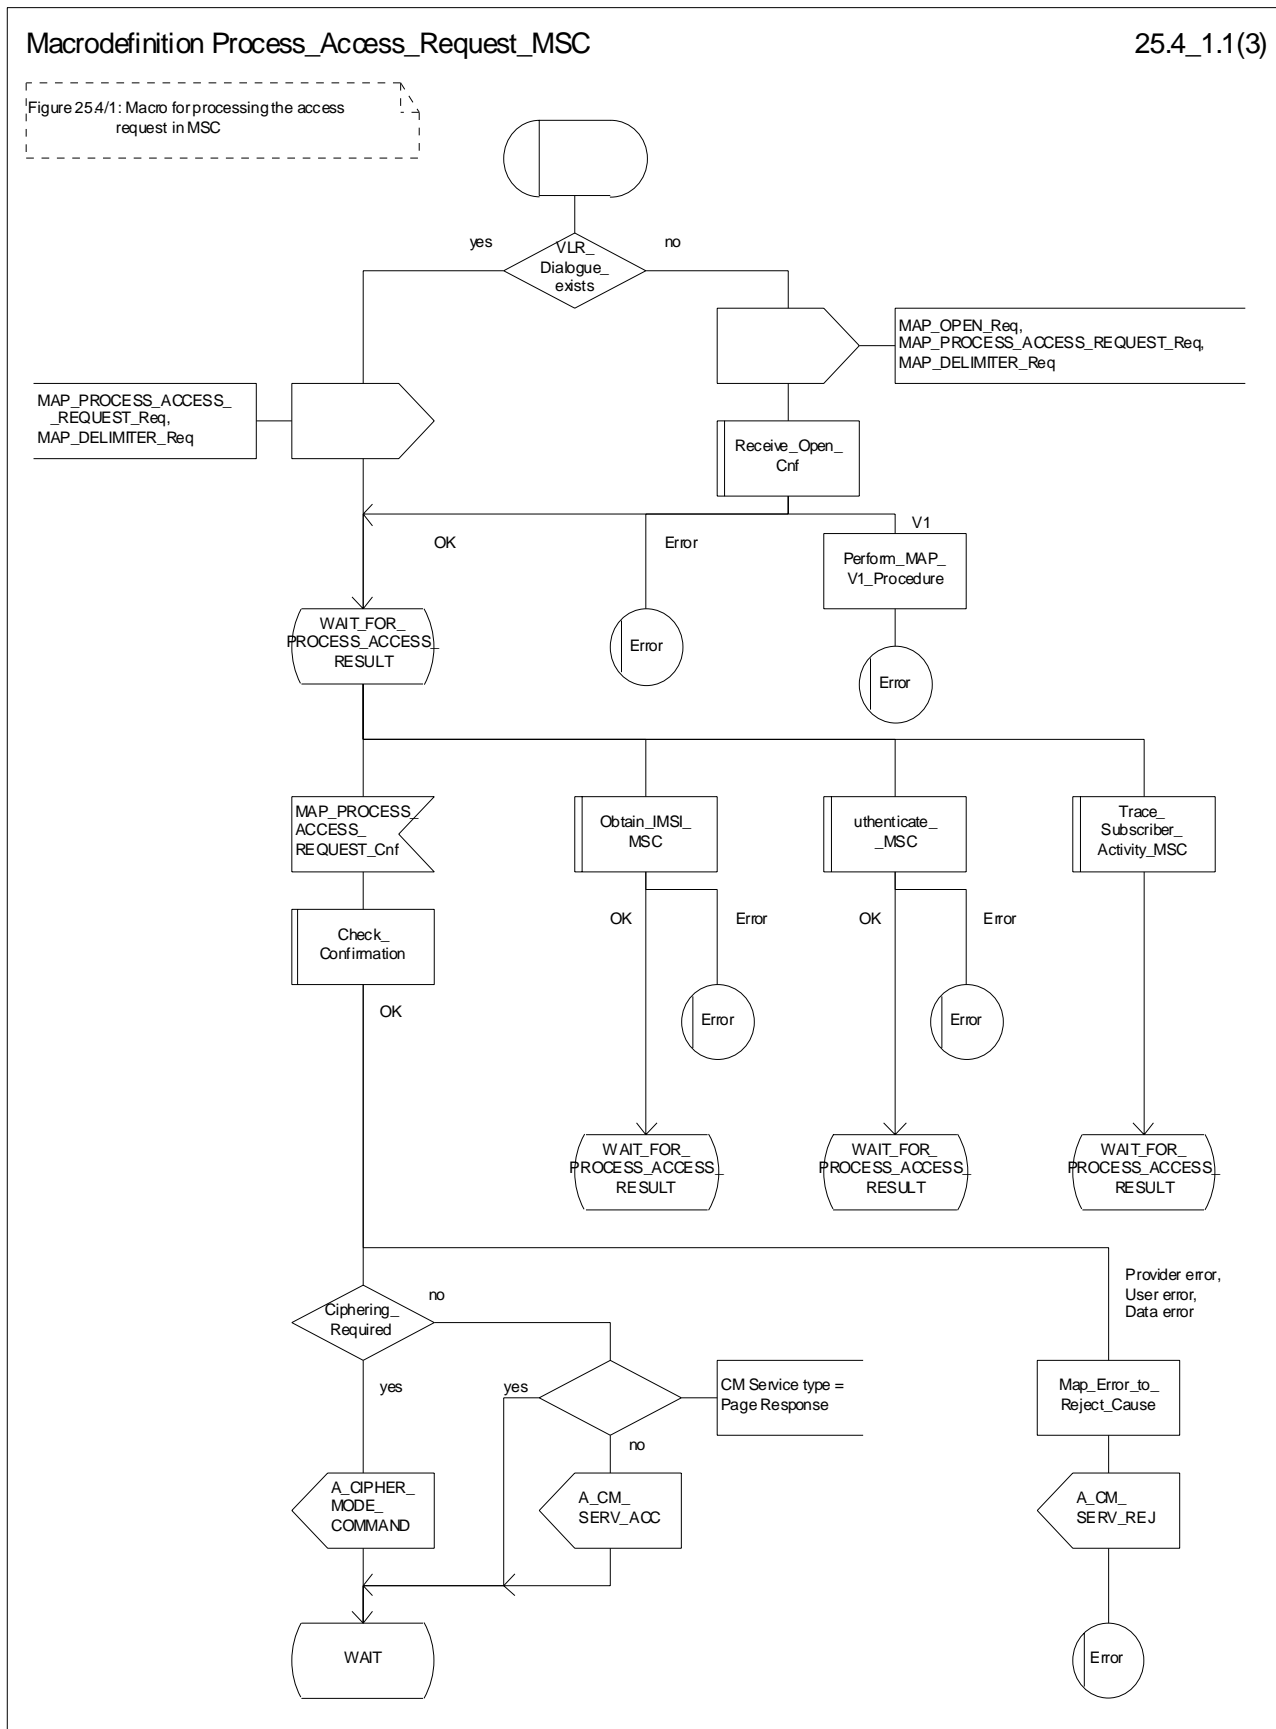 Macrodefinition Process_Access_Request_MSC
25.4_1.1(3)
Figure 25.4/1: Macro for processing the access
request in MSC
yes
VLR_
Dialogue_
exists
no
MAP_OPEN_Req,
MAP_PROCESS_ACCESS_REQUEST_Req,
MAP_DELIMITER_Req
MAP_PROCESS_ACCESS_
_REQUEST_Req,
MAP_DELIMITER_Req
Receive_Open_
Cnf
OK
Error
V1
Perform_MAP_
V1_Procedure
WAIT_FOR_
PROCESS_ACCESS_
RESULT
Error
Error
MAP_PROCESS_
ACCESS_
REQUEST_Cnf
Obtain_IMSI_
MSC
uthenticate_
_MSC
Trace_
Subscriber_
Activity_MSC
Check_
Confirmation
OK
Error
OK
Error
OK
Error
Error
WAIT_FOR_
PROCESS_ACCESS_
RESULT
WAIT_FOR_
PROCESS_ACCESS_
RESULT
WAIT_FOR_
PROCESS_ACCESS_
RESULT
Provider error,
User error,
Data error
Ciphering_
Required
no
yes
yes
CM Service type =
Page Response
no
Map_Error_to_
Reject_Cause
A_CIPHER_
MODE_
COMMAND
A_CM_
SERV_ACC
A_CM_
SERV_REJ
WAIT
Error